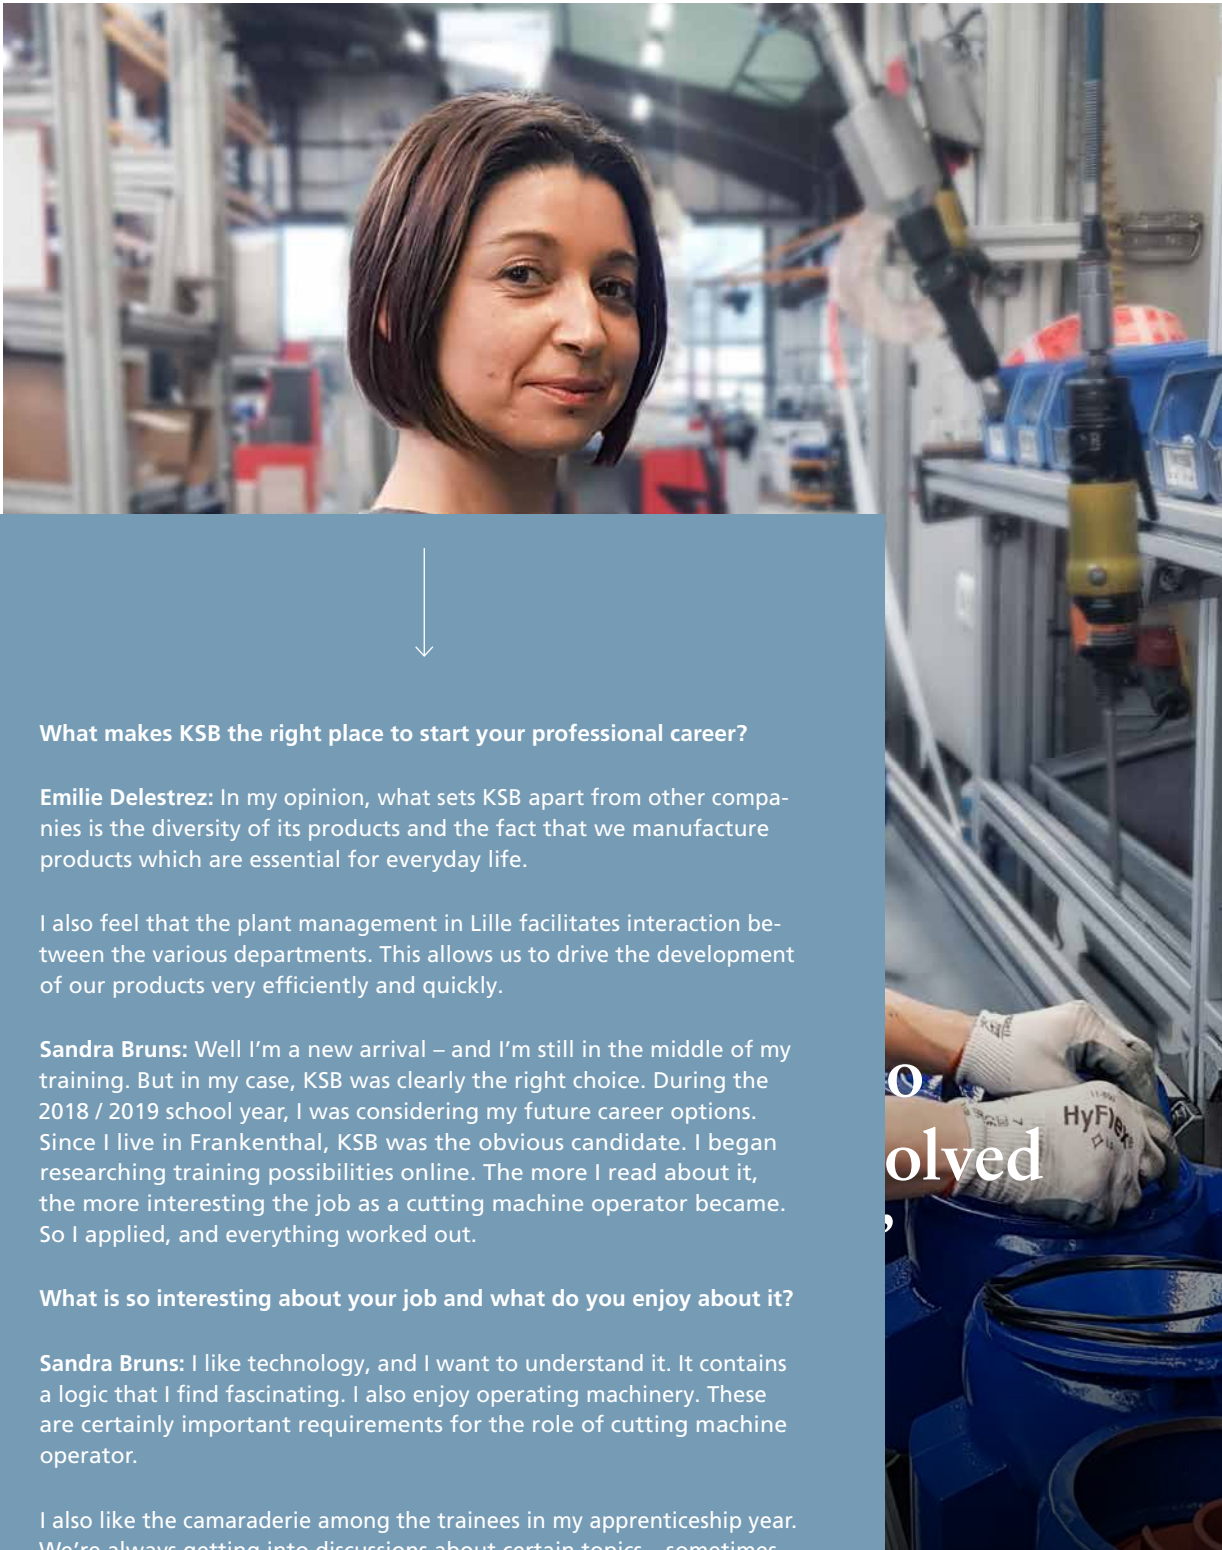 What makes KSB the right place to start your professional career?
Emilie Delestrez: In my opinion, what sets KSB apart from other compa-
nies is the diversity of its products and the fact that we manufacture
products which are essential for everyday life.
I also feel that the plant management in Lille facilitates interaction be-
tween the various departments. This allows us to drive the development
of our products very efficiently and quickly.
Sandra Bruns: Well I’m a new arrival – and I’m still in the middle of my
training. But in my case, KSB was clearly the right choice. During the
2018 / 2019 school year, I was considering my future career options.
Since I live in Frankenthal, KSB was the obvious candidate. I began
researching training possibilities online. The more I read about it,
the more interesting the job as a cutting machine operator became.
So I applied, and everything worked out.
What is so interesting about your job and what do you enjoy about it?
Sandra Bruns: I like technology, and I want to understand it. It contains
a logic that I find fascinating. I also enjoy operating machinery. These
are certainly important requirements for the role of cutting machine
operator.
I also like the camaraderie among the trainees in my apprenticeship year.
We’re always getting into discussions about certain topics – sometimes
o
olved
”
HyFlex